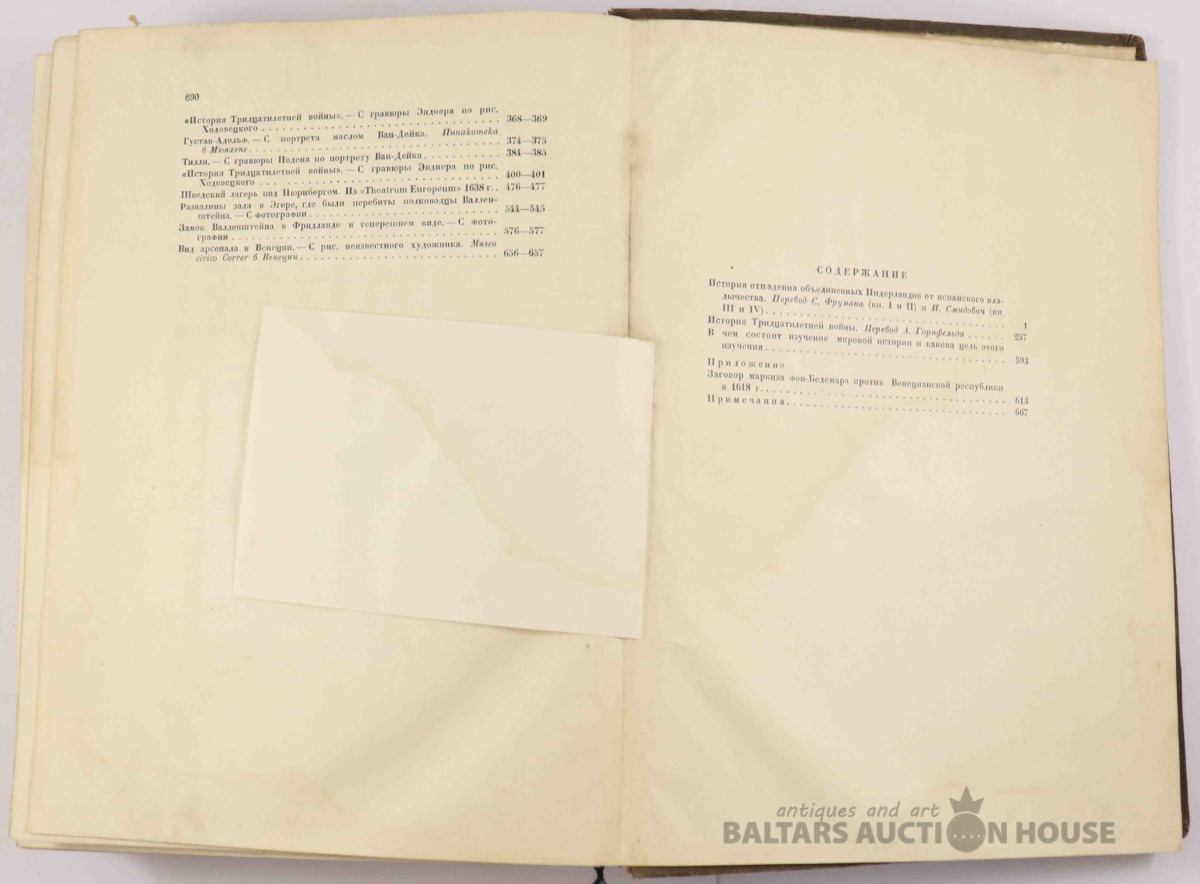 690
«История Тридцатилетней войны». — С гравюры Энднера по рис.
Ходовецкого . . . . . . . . . . 368—369
Густав-Адольф. — С портрета маслом Ван-Дейка. Пинакотека
в Мюнхене. . . . . . . . . . 374—375
Тилли. — С гравюры Подена по портрету Ван-Дейка . . . . . . . 384—385
«История Тридцатилетней войны». — С гравюры Энднера по рис.
Ходовецкого . . . . . . . . . . 400—401
Шведский лагерь под Нюрнбергом. Из «Theatrum Europeum» 1638 г. . 476—477
Развалины зала в Эгере, где были перебиты полководцы Валлен-
штейна. — С фотографии . . . . . . . . . . 544—545
Замок Валленштейна в Фридланде в теперешнем виде. — С фото-
графии . . . . . . . . . . 576—577
Вид арсенала в Венеции. — С рис. неизвестного художника. Museo
civico Correr в Венеции . . . . . . . . . . 656—657
СОДЕРЖАНИЕ
История отпадения объединенных Нидерландов от испанского вла-
дычества. Перевод С. Фрумана (кн. I и II) и И. Смидович (кн.
III и IV) . . . . . . . . . . 1
История Тридцатилетней войны. Перевод А. Горнфельда . . . . . . 257
В чем состоит изучение мировой истории и какова цель этого
изучения . . . . . . . . . . 593
Приложение
Заговор маркиза фон-Бедемара против Венецианской республики
в 1618 г. . . . . . . . . . 613
Примечания . . . . . . . . . . 667
antiques and art
BALTARS AUCTION HOUSE